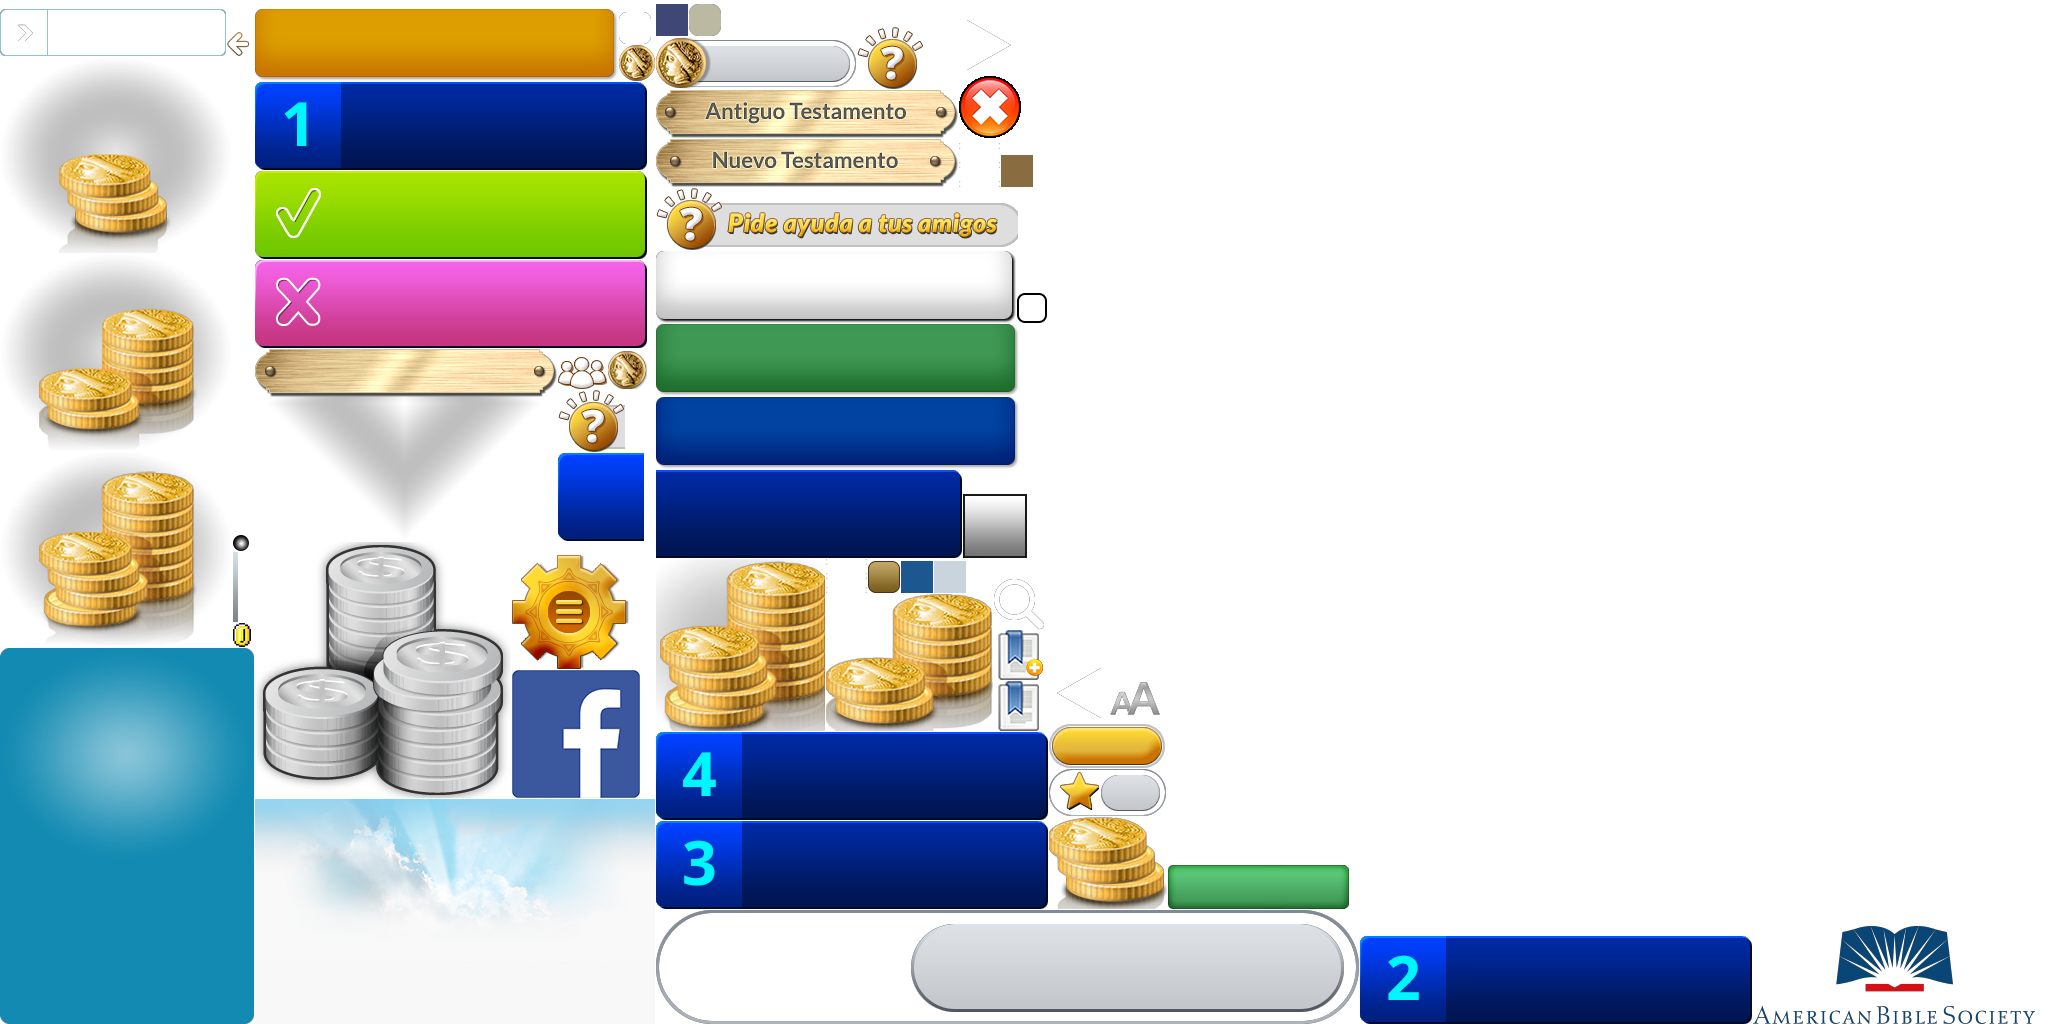 1
Antiguo Testamento
Nuevo Testamento
Pide ayuda a tus amigos
AA
4
3
2
AMERICAN BIBLE SOCIETY